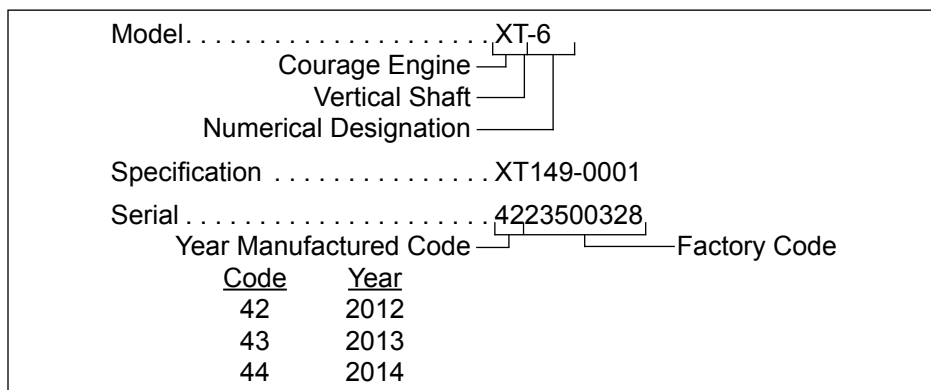 Model. . . . . . . . . . . . . . . . . . . . . XT-6
Courage Engine
Vertical Shaft
Numerical Designation
Specification . . . . . . . . . . . . . . . XT149-0001
Serial . . . . . . . . . . . . . . . . . . . . . 4223500328
Year Manufactured Code Factory Code
Code Year
42 2012
43 2013
44 2014